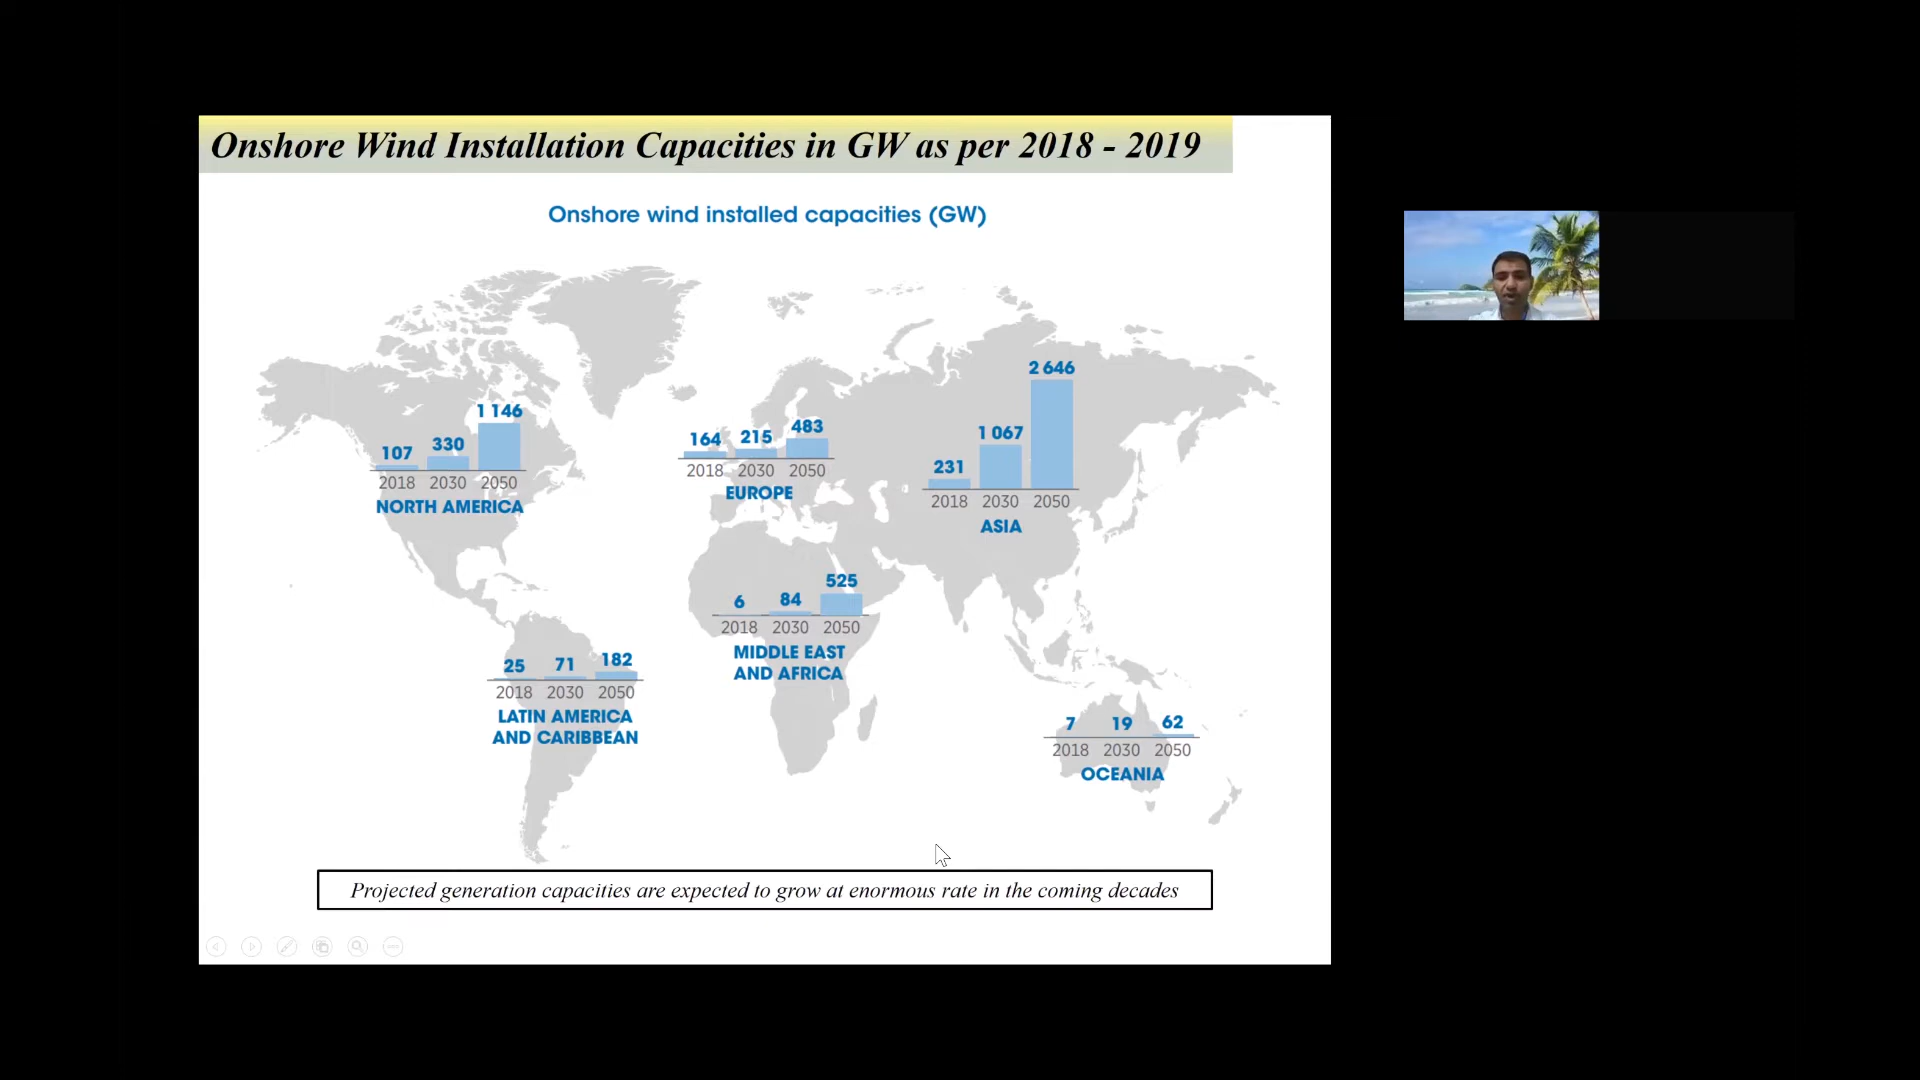 Onshore Wind Installation Capacities in GW as per 2018 - 2019
Onshore wind installed capacities (GW)
107 330 1 146
2018 2030 2050
NORTH AMERICA
164 215 483
2018 2030 2050
EUROPE
231 1 067 2 646
2018 2030 2050
ASIA
6 84 525
2018 2030 2050
MIDDLE EAST
AND AFRICA
25 71 182
2018 2030 2050
LATIN AMERICA
AND CARIBBEAN
7 19 62
2018 2030 2050
OCEANIA
Projected generation capacities are expected to grow at enormous rate in the coming decades